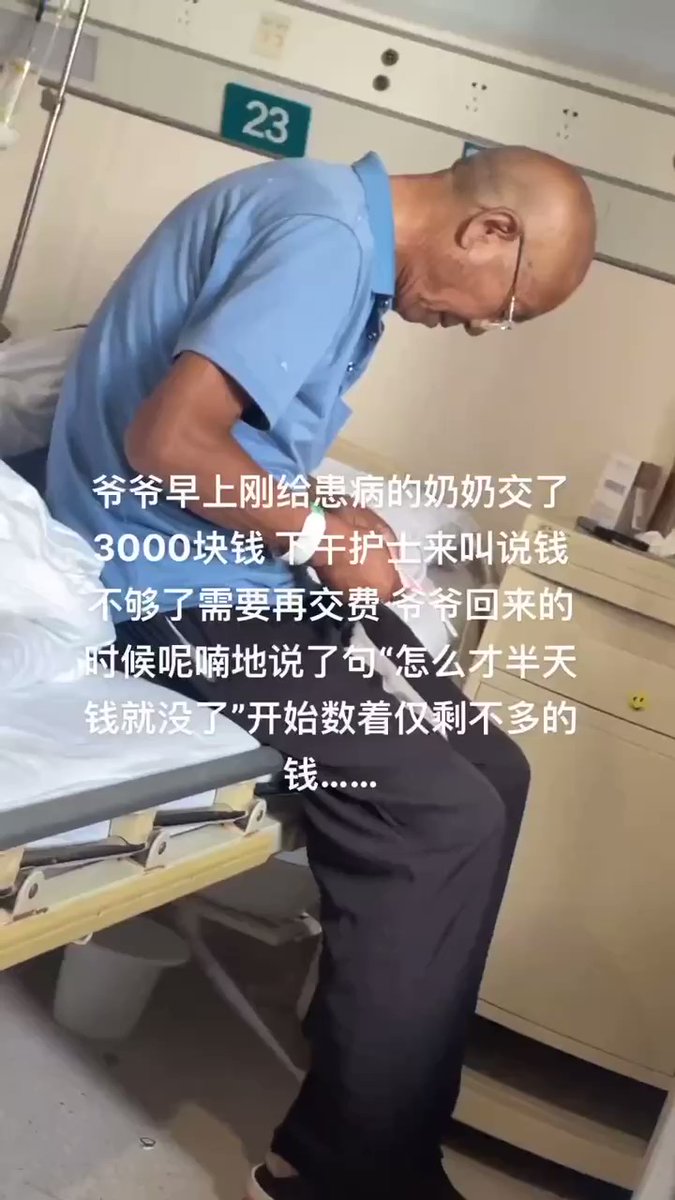 23
爷爷早上刚给患病的奶奶交了
3000块钱 下午护士来叫说钱
不够了需要再交费 爷爷回来的
时候呢喃地说了句“怎么才半天
钱就没了”开始数着仅剩不多的
钱......